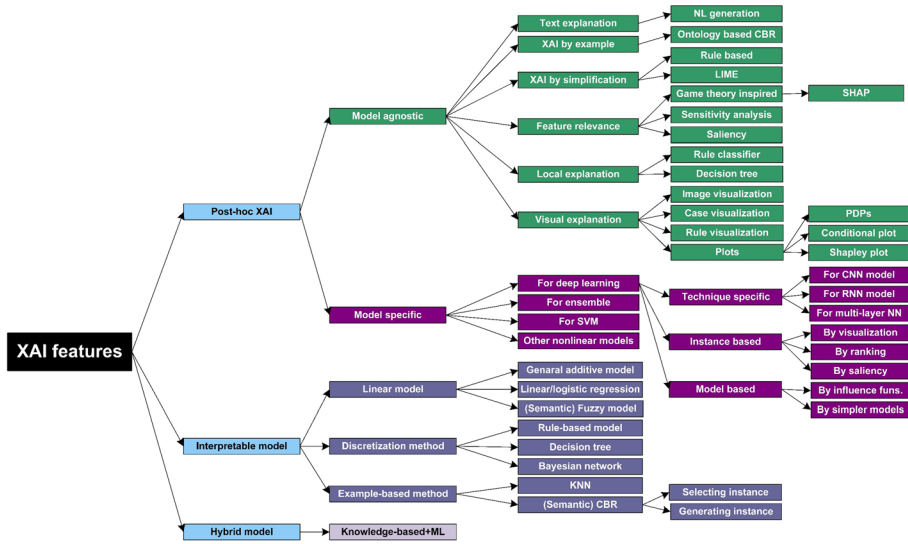 XAI features
Post-hoc XAI
Model agnostic
Text explanation
NL generation
XAI by example
Ontology based CBR
XAI by simplification
Rule based
LIME
Feature relevance
Game theory inspired
SHAP
Sensitivity analysis
Saliency
Local explanation
Rule classifier
Decision tree
Visual explanation
Image visualization
Case visualization
Rule visualization
Plots
PDPs
Conditional plot
Shapley plot
Model specific
For deep learning
Technique specific
For CNN model
For RNN model
For multi-layer NN
Instance based
By visualization
By ranking
By saliency
Model based
By influence funs.
By simpler models
For ensemble
For SVM
Other nonlinear models
Interpretable model
Linear model
Genaral additive model
Linear/logistic regression
(Semantic) Fuzzy model
Discretization method
Rule-based model
Decision tree
Bayesian network
Example-based method
KNN
(Semantic) CBR
Selecting instance
Generating instance
Hybrid model
Knowledge-based+ML